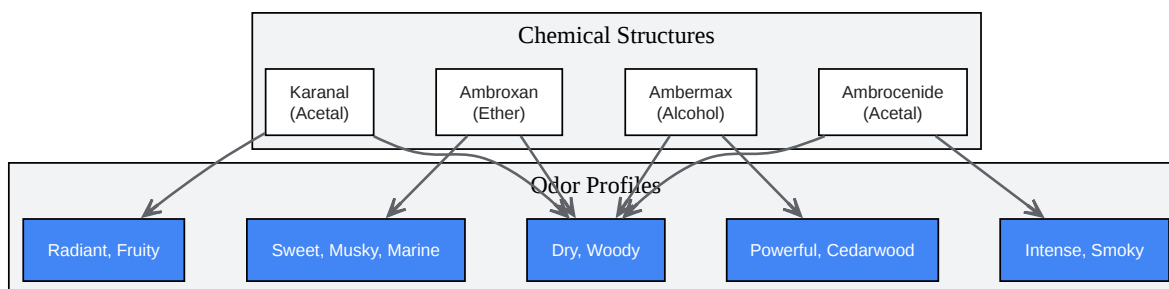 Chemical Structures
Karanal
(Acetal)
Ambroxan
(Ether)
Ambermax
(Alcohol)
Ambrocenide
(Acetal)
Odor Profiles
Radiant, Fruity
Sweet, Musky, Marine
Dry, Woody
Powerful, Cedarwood
Intense, Smoky